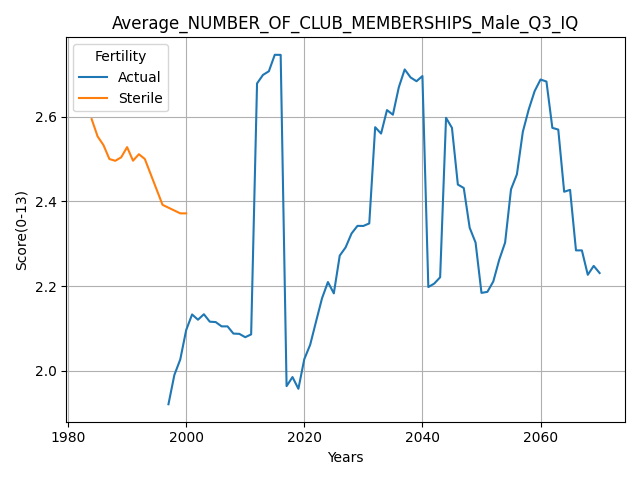 Average_NUMBER_OF_CLUB_MEMBERSHIPS_Male_Q3_IQ
Fertility
Actual
Sterile
Score(0-13)
2.6
2.4
2.2
2.0
1980
2000
2020
2040
2060
Years